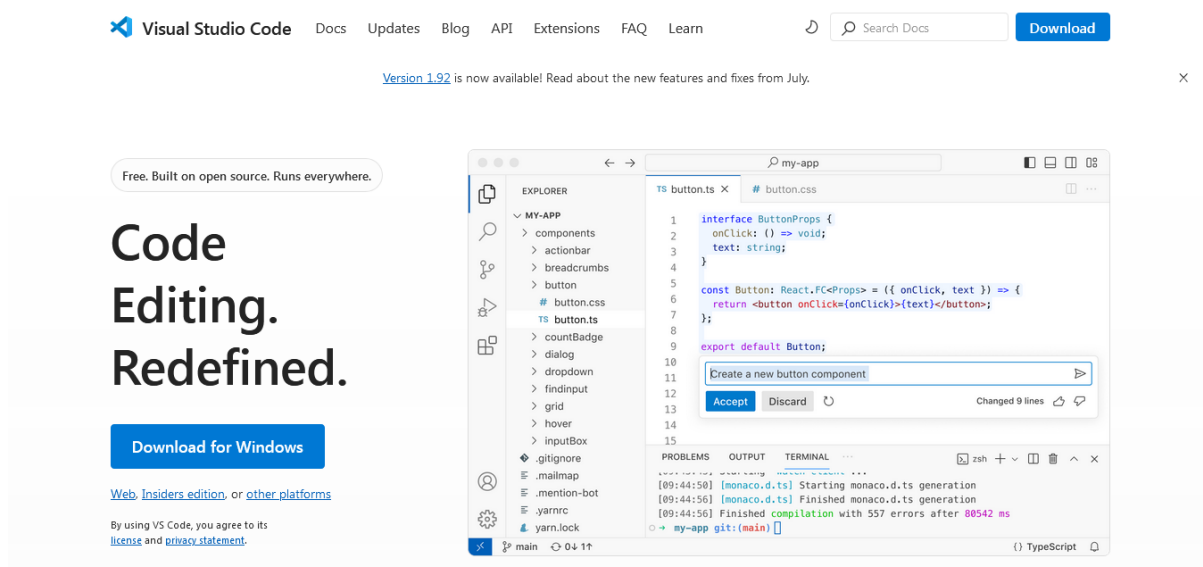 Visual Studio Code Docs Updates Blog API Extensions FAQ Learn Search Docs Download
Version 1.92 is now available! Read about the new features and fixes from July.
Free. Built on open source. Runs everywhere.
Code
Editing.
Redefined.
Download for Windows
Web, Insiders edition, or other platforms
By using VS Code, you agree to its
license and privacy statement.
my-app
EXPLORER
MY-APP
components
actionbar
breadcrumbs
button
# button.css
TS button.ts
countBadge
dialog
dropdown
findinput
grid
hover
inputBox
.gitignore
.mailmap
.mention-bot
.yarnrc
yarn.lock
TS button.ts # button.css
1 interface ButtonProps {
2 onClick: () => void;
3 text: string;
4 }
5
6 const Button: React.FC<Props> = ({ onClick, text }) => {
7 return <button onClick={onClick}>{text}</button>;
8 };
9
10 export default Button;
11
12
13
14
15
Create a new button component
Accept Discard Changed 9 lines
PROBLEMS OUTPUT TERMINAL ... zsh
[09:44:50] [monaco.d.ts] Starting monaco.d.ts generation
[09:44:56] [monaco.d.ts] Finished monaco.d.ts generation
[09:44:56] Finished compilation with 557 errors after 80542 ms
my-app git:(main)
main 0↓ 1↑ {} TypeScript